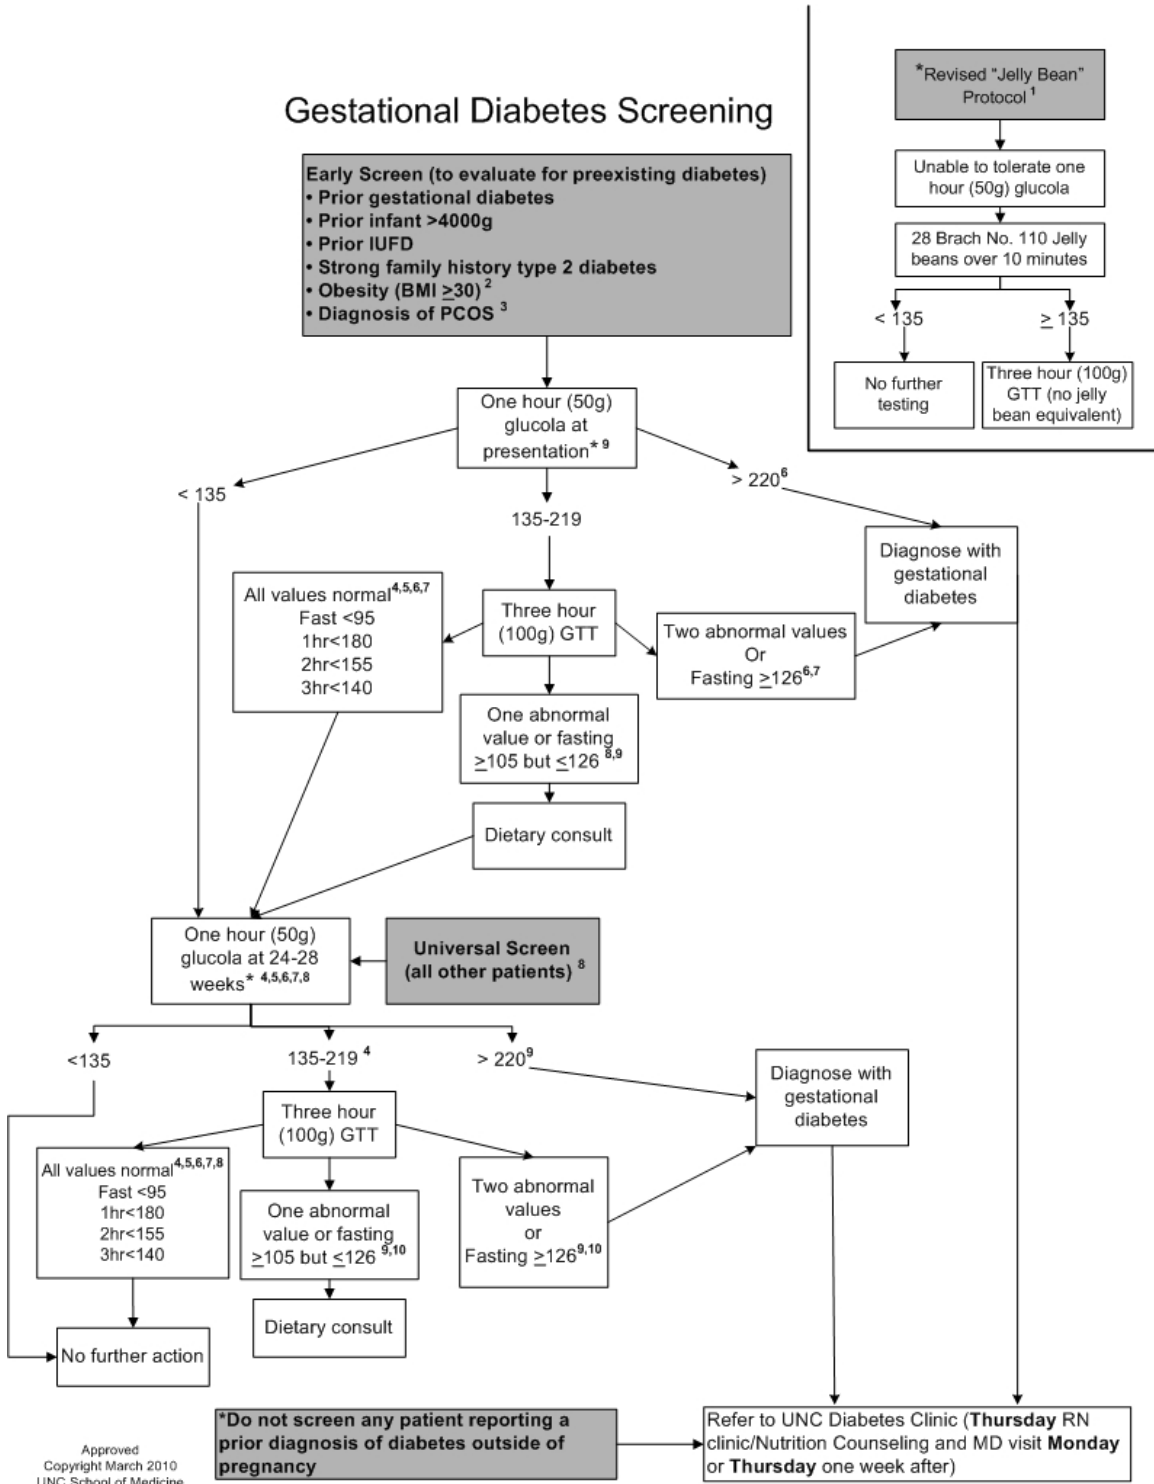 Gestational Diabetes Screening
*Revised "Jelly Bean"
Protocol 1
Unable to tolerate one
hour (50g) glucola
28 Brach No. 110 Jelly
beans over 10 minutes
< 135
≥ 135
No further
testing
Three hour (100g)
GTT (no jelly
bean equivalent)
Early Screen (to evaluate for preexisting diabetes)
• Prior gestational diabetes
• Prior infant >4000g
• Prior IUFD
• Strong family history type 2 diabetes
• Obesity (BMI ≥30) 2
• Diagnosis of PCOS 3
One hour (50g)
glucola at
presentation* 9
< 135
135-219
> 220 6
Diagnose with
gestational
diabetes
All values normal 4,5,6,7
Fast <95
1hr<180
2hr<155
3hr<140
Three hour
(100g) GTT
Two abnormal values
Or
Fasting ≥126 6,7
One abnormal
value or fasting
≥105 but ≤126 8,9
Dietary consult
One hour (50g)
glucola at 24-28
weeks* 4,5,6,7,8
Universal Screen
(all other patients) 8
<135
135-219 4
> 220 9
Diagnose with
gestational
diabetes
Three hour
(100g) GTT
All values normal 4,5,6,7,8
Fast <95
1hr<180
2hr<155
3hr<140
One abnormal
value or fasting
≥105 but ≤126 9,10
Two abnormal
values
or
Fasting ≥126 9,10
Dietary consult
No further action
*Do not screen any patient reporting a
prior diagnosis of diabetes outside of
pregnancy
Refer to UNC Diabetes Clinic (Thursday RN
clinic/Nutrition Counseling and MD visit Monday
or Thursday one week after)
Approved
Copyright March 2010
UNC School of Medicine